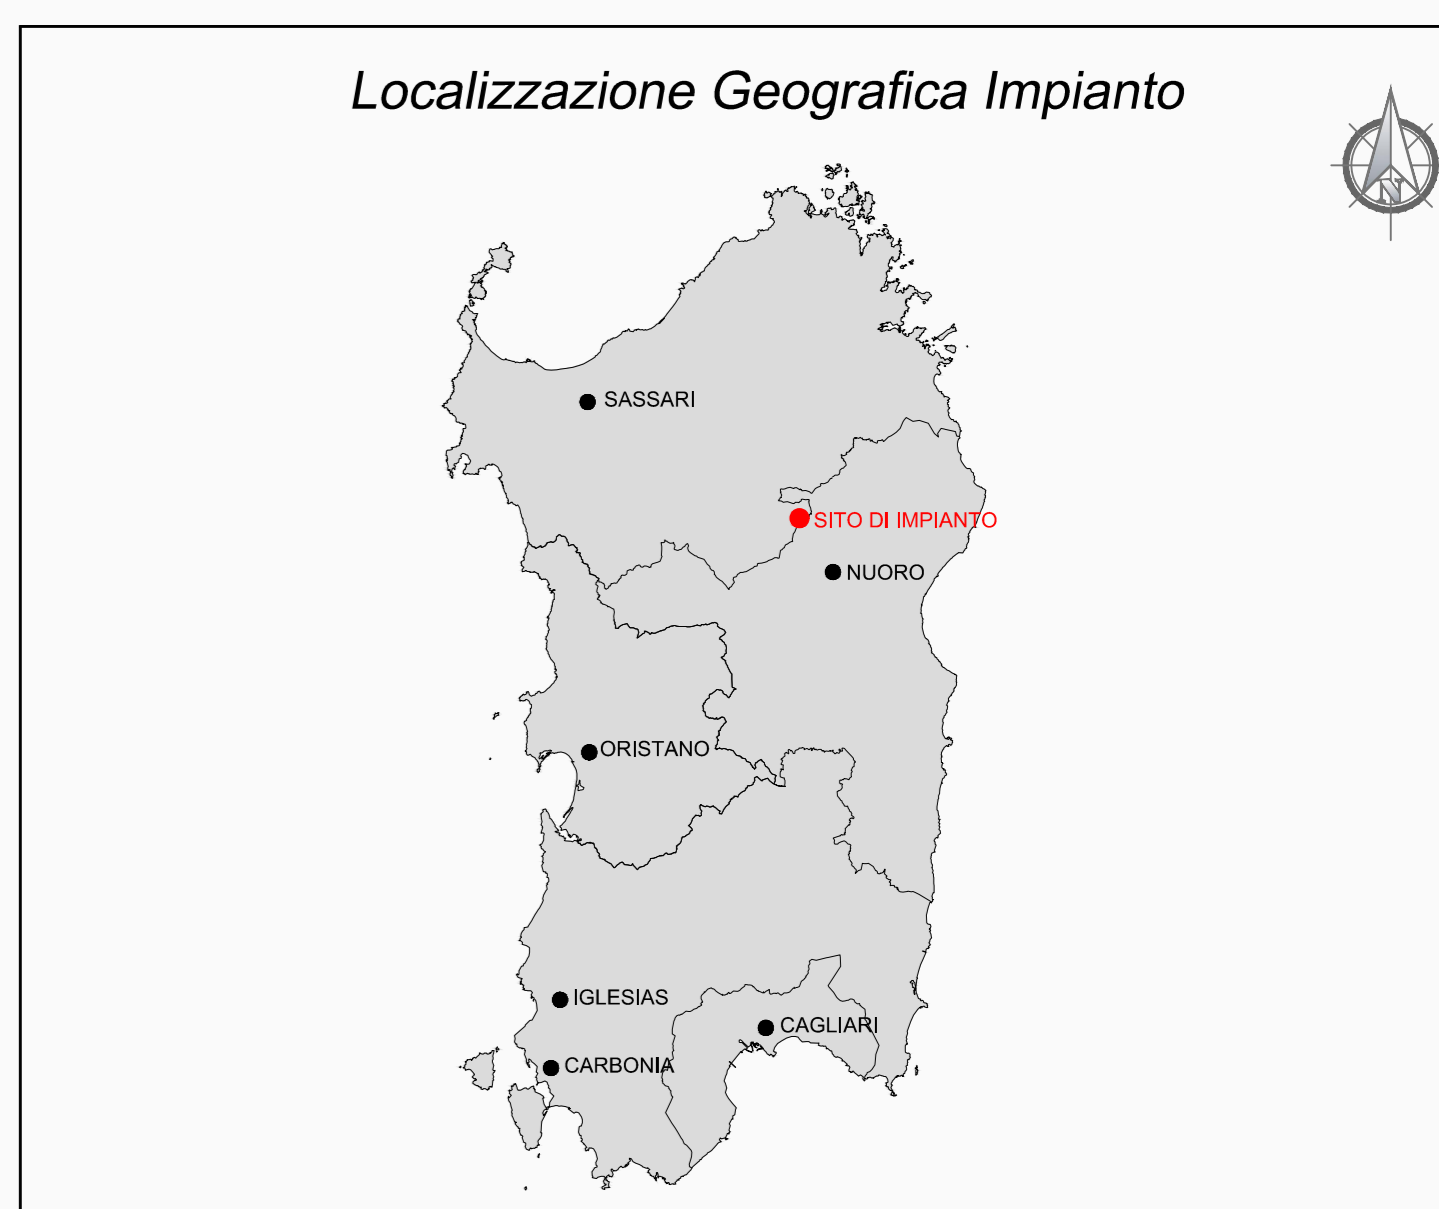 Localizzazione Geografica Impianto
N
SASSARI
SITO DI IMPIANTO
NUORO
ORISTANO
IGLESIAS
CAGLIARI
CARBONIA